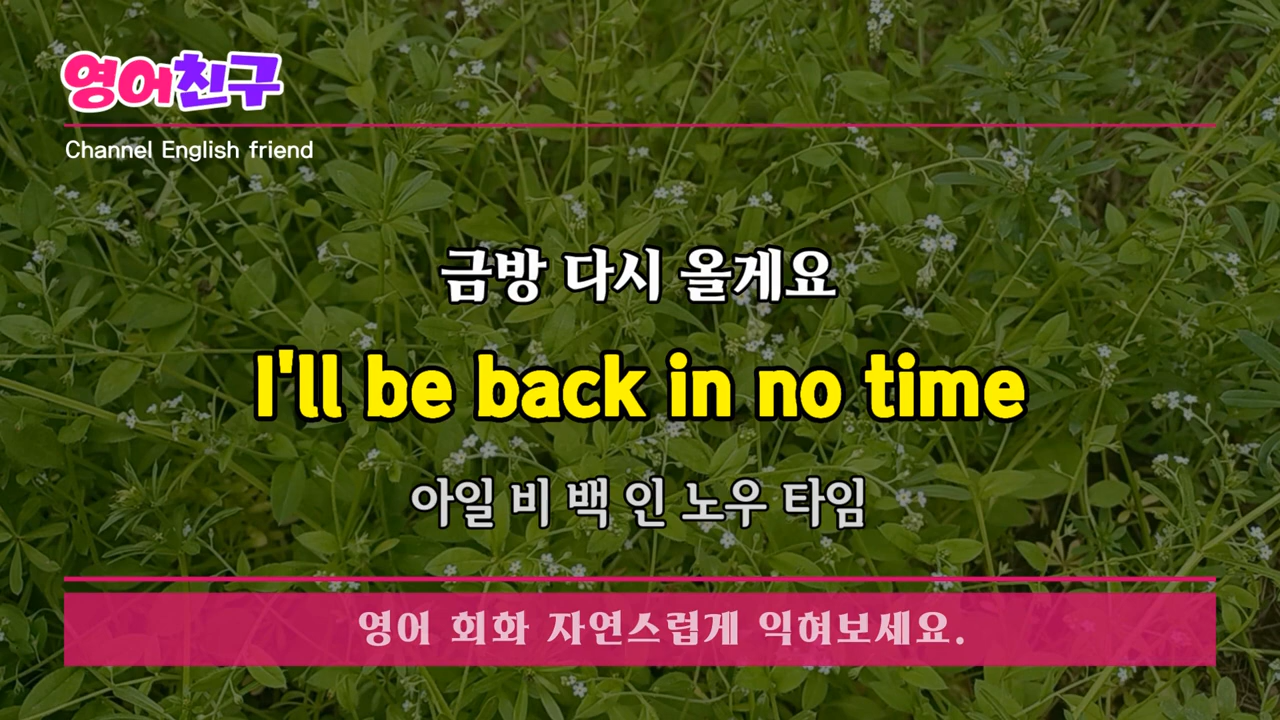 영어친구
Channel English friend
금방 다시 올게요
I'll be back in no time
아일 비 백 인 노우 타임
영어 회화 자연스럽게 익혀보세요.